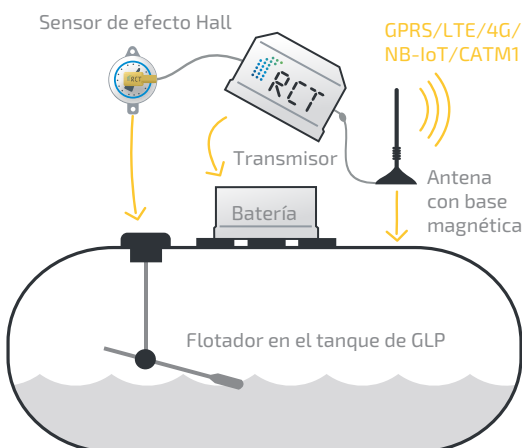 Sensor de efecto Hall
GPRS/LTE/4G/
NB-IoT/CATM1
RCT
RCT
Transmisor
Antena
con base
magnética
Batería
Flotador en el tanque de GLP